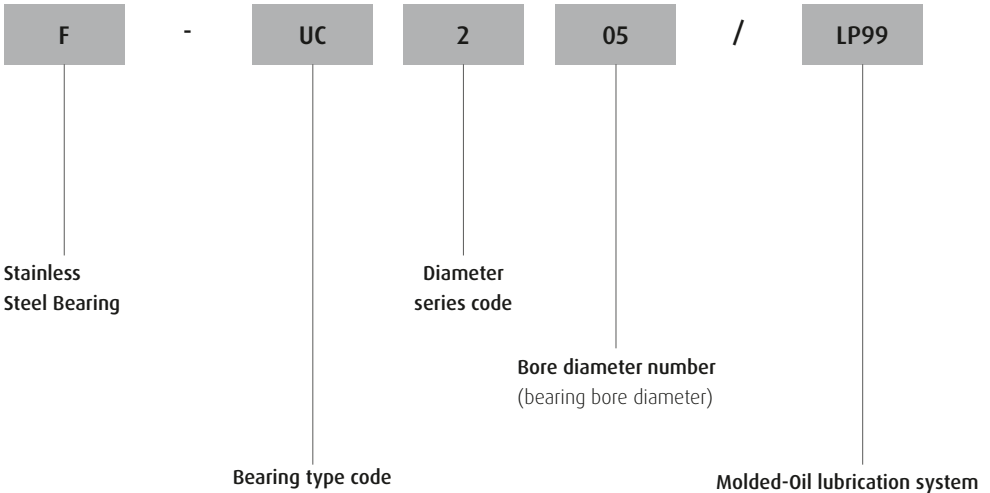 F - UC 2 05 / LP99
Stainless
Steel Bearing
Diameter
series code
Bore diameter number
(bearing bore diameter)
Bearing type code
Molded-Oil lubrication system